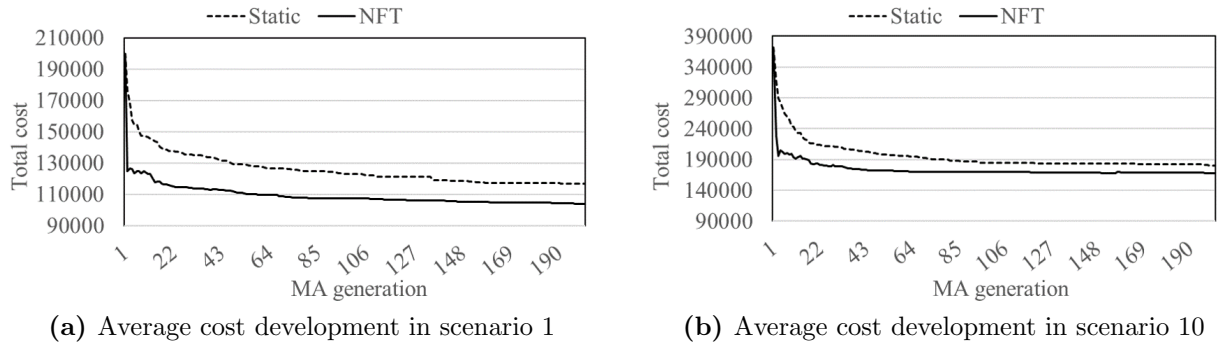 Static NFT
210000
190000
170000
150000
130000
110000
90000
Total cost
1 22 43 64 85 106 127 148 169 190
MA generation
(a) Average cost development in scenario 1
Static NFT
390000
340000
290000
240000
190000
140000
90000
Total cost
1 22 43 64 85 106 127 148 169 190
MA generation
(b) Average cost development in scenario 10